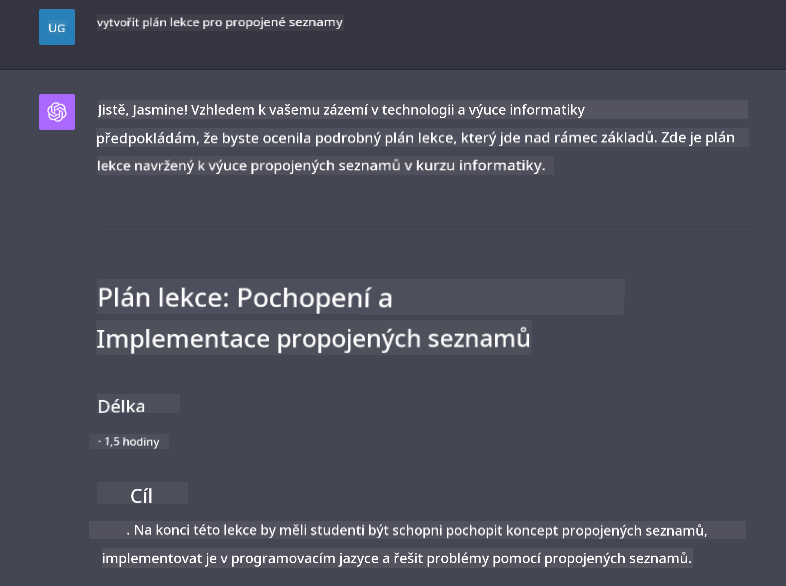 UG
vytvořit plán lekce pro propojené seznamy
Jistě, Jasmine! Vzhledem k vašemu zázemí v technologii a výuce informatiky
předpokládám, že byste ocenila podrobný plán lekce, který jde nad rámec základů. Zde je plán
lekce navržený k výuce propojených seznamů v kurzu informatiky.
Plán lekce: Pochopení a
Implementace propojených seznamů
Délka
· 1,5 hodiny
Cíl
. Na konci této lekce by měli studenti být schopni pochopit koncept propojených seznamů,
implementovat je v programovacím jazyce a řešit problémy pomocí propojených seznamů.